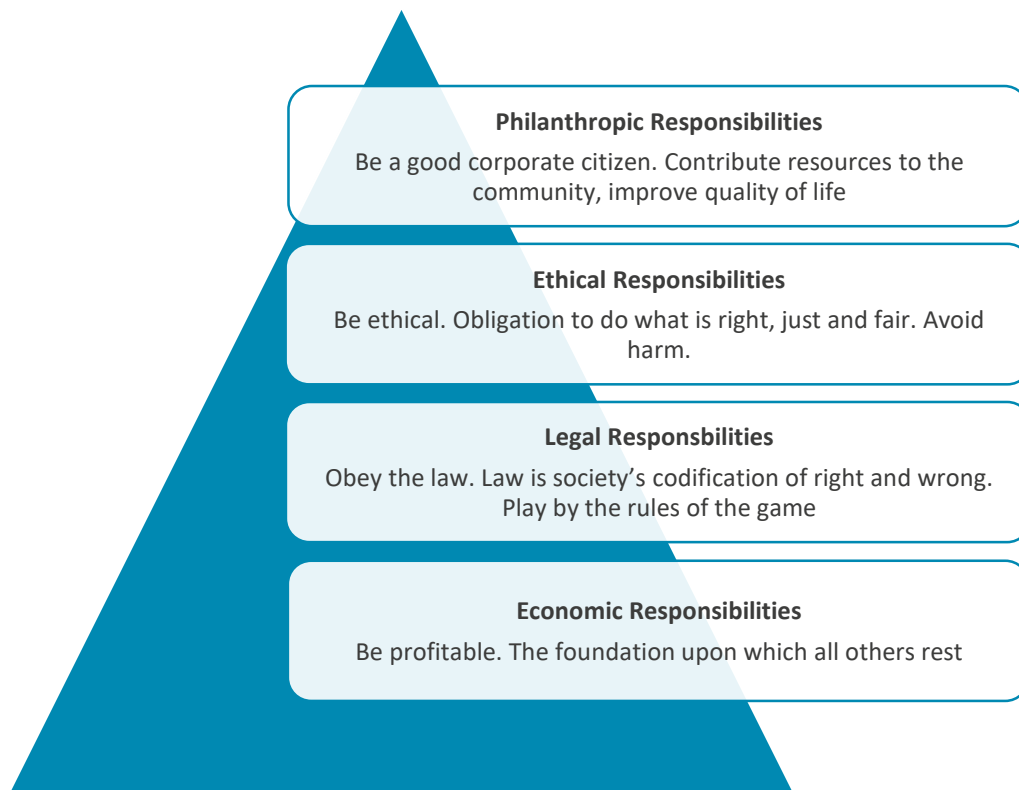 Philanthropic Responsibilities
Be a good corporate citizen. Contribute resources to the
community, improve quality of life
Ethical Responsibilities
Be ethical. Obligation to do what is right, just and fair. Avoid
harm.
Legal Responsbilities
Obey the law. Law is society’s codification of right and wrong.
Play by the rules of the game
Economic Responsibilities
Be profitable. The foundation upon which all others rest